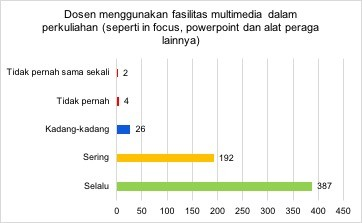 Dosen menggunakan fasilitas multimedia dalam
perkuliahan (seperti in focus, powerpoint dan alat peraga
lainnya)
Tidak pernah sama sekali 2
Tidak pernah 4
Kadang-kadang 26
Sering 192
Selalu 387
0 50 100 150 200 250 300 350 400 450